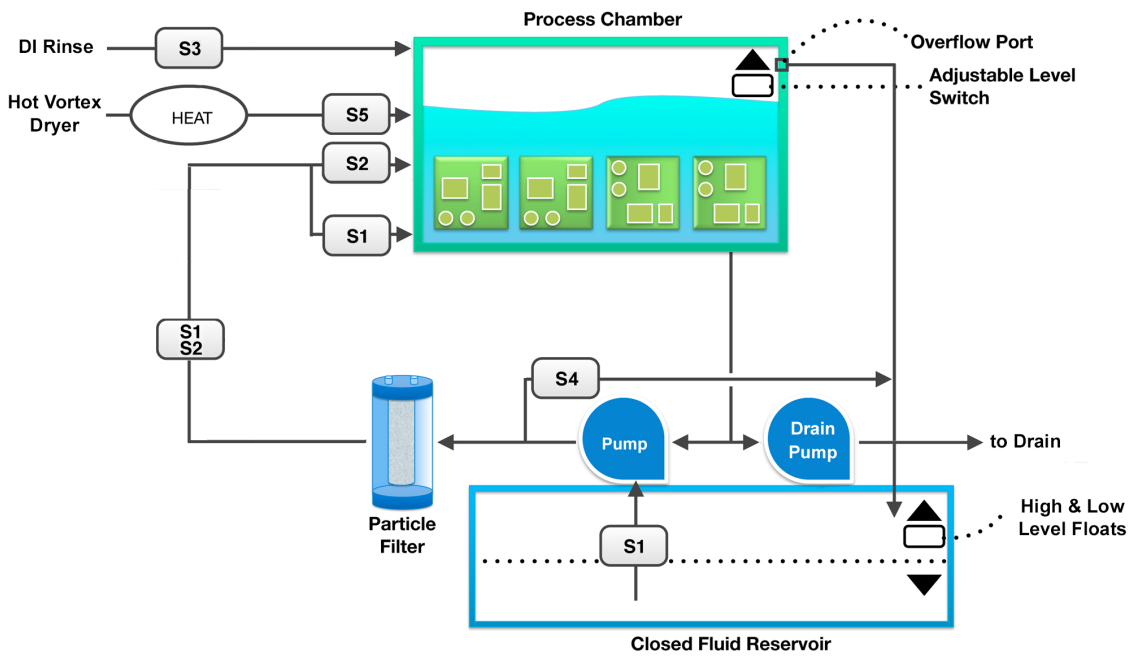 Process Chamber
DI Rinse
S3
Overflow Port
Adjustable Level
Switch
Hot Vortex
Dryer
HEAT
S5
S2
S1
S1
S2
S4
Pump
Drain
Pump
to Drain
Particle
Filter
S1
High & Low
Level Floats
Closed Fluid Reservoir